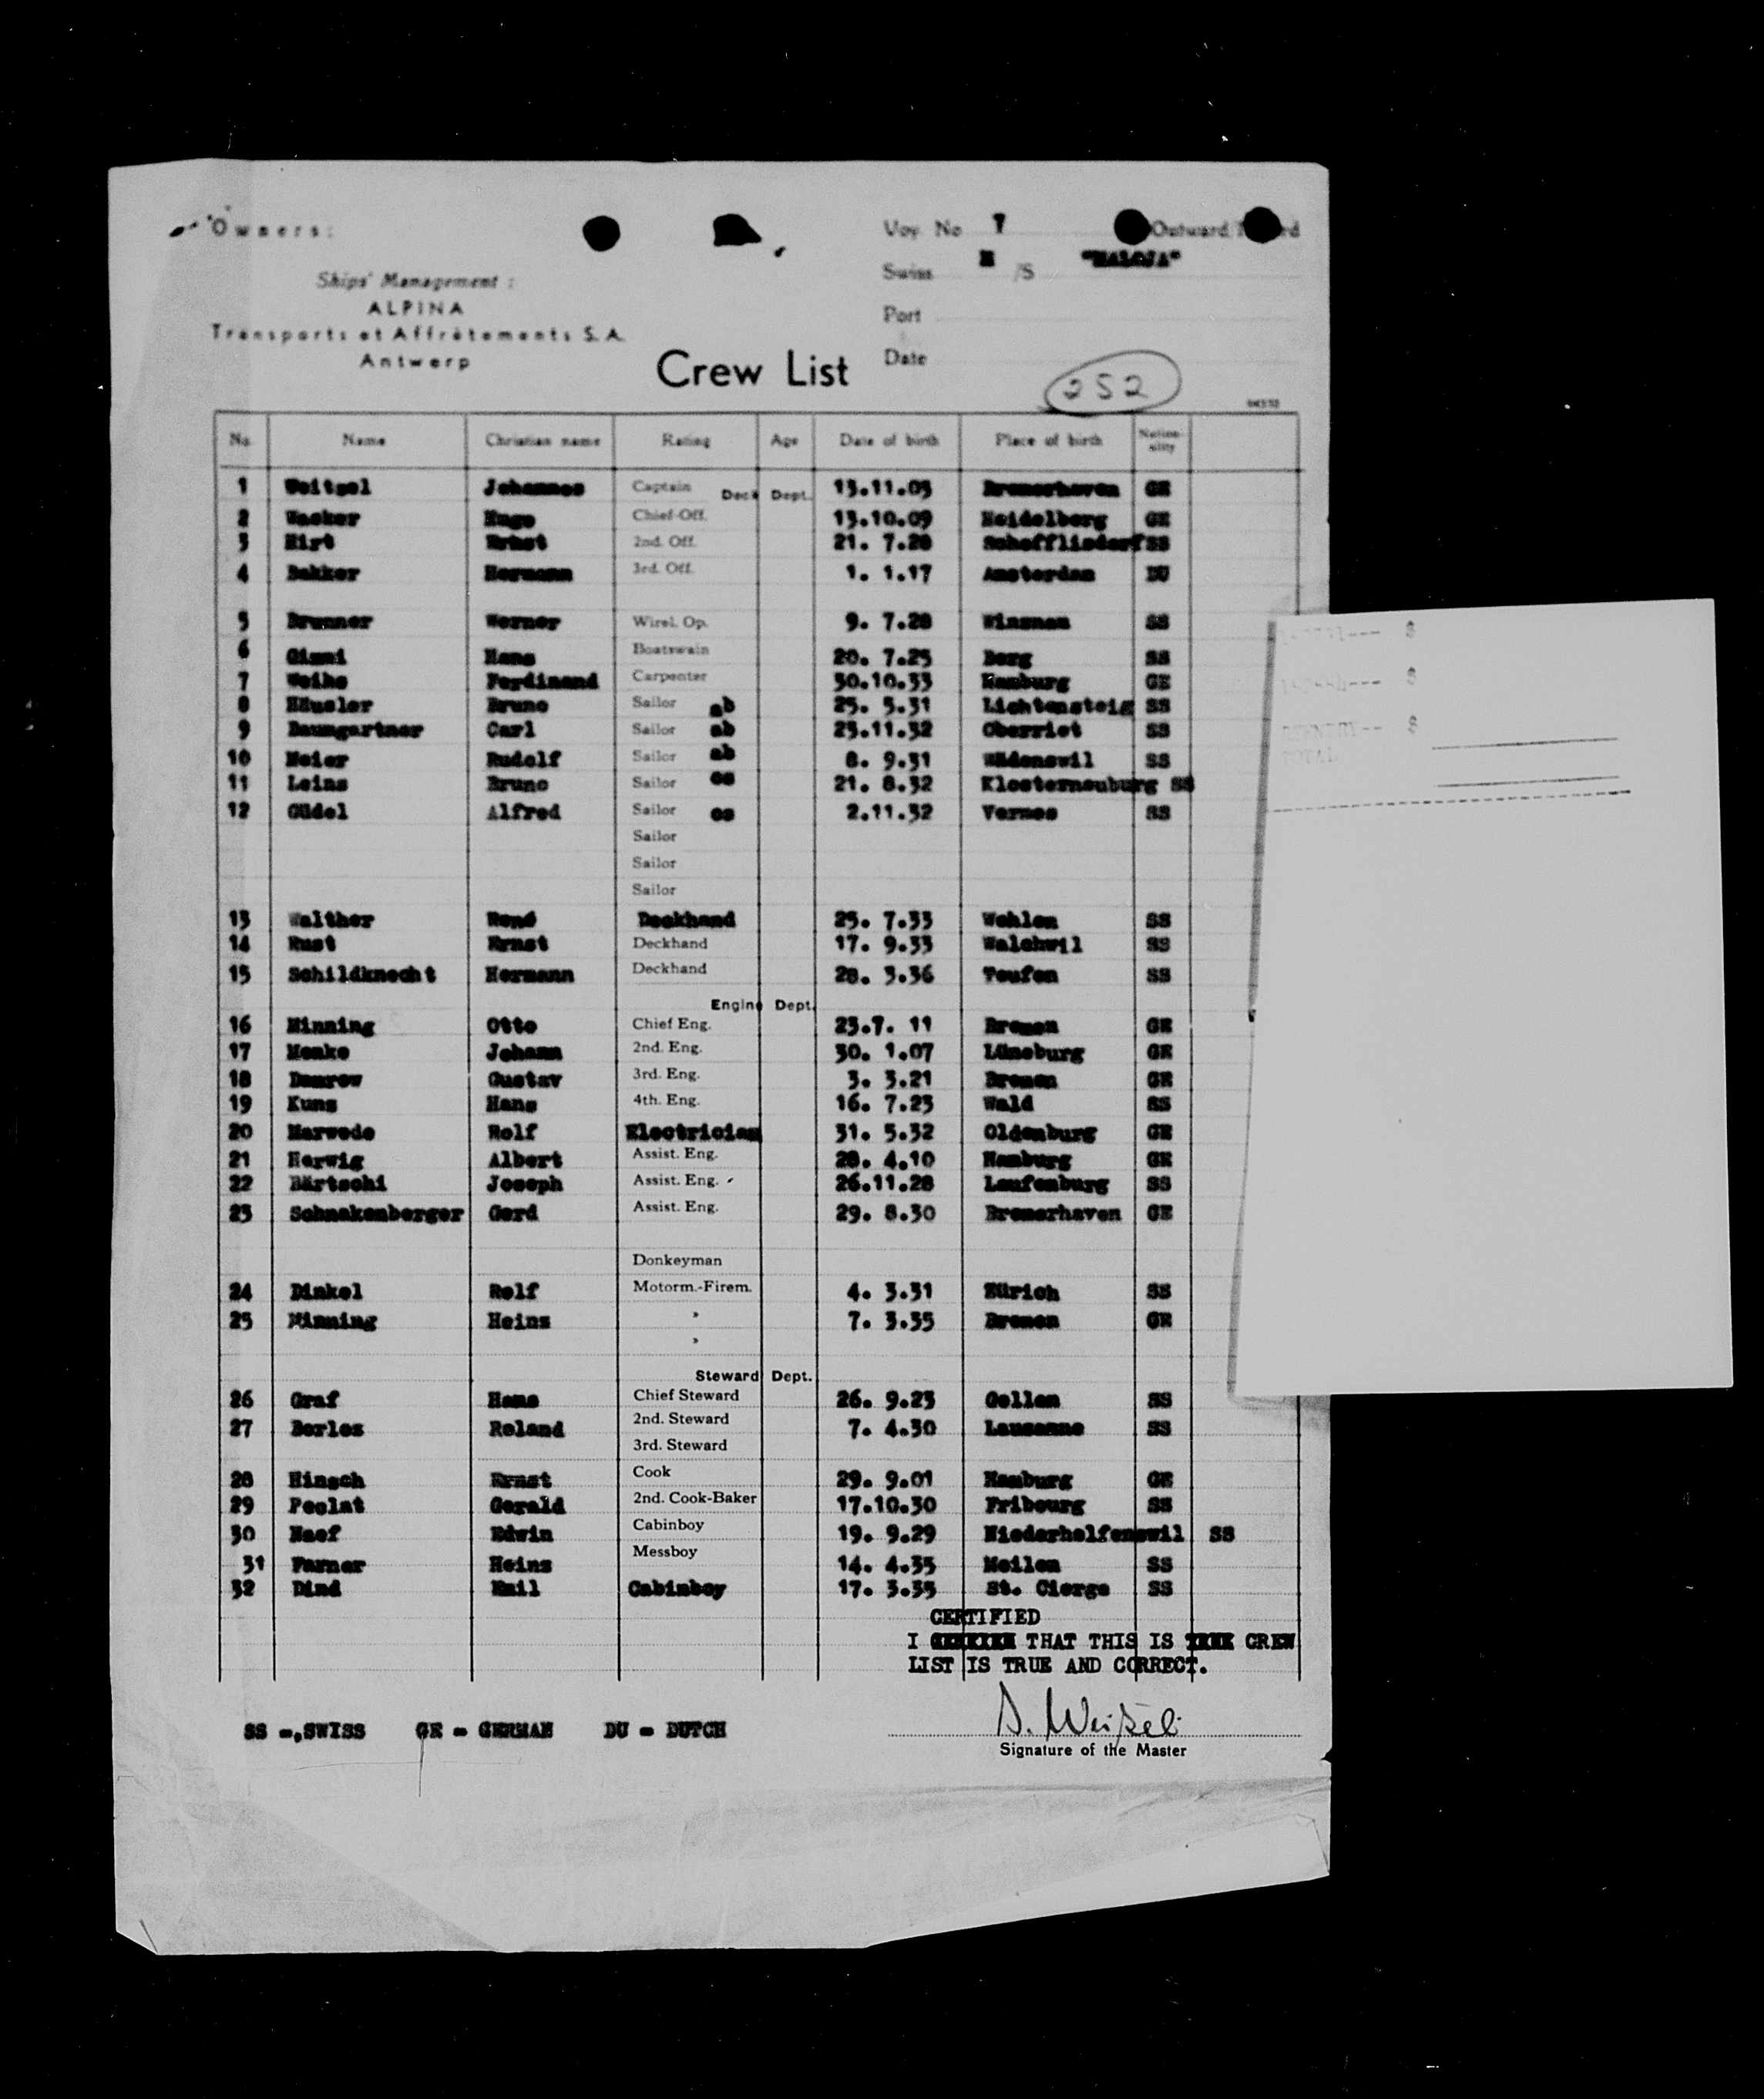 Owners:
Voy. No 7 Outward
Ships' Management :
Swiss M /S "MALOJA"
ALPINA
Port
Transports et Affrètements S.A.
Antwerp
Date
Crew List
252
No. Name Christian name Rating Age Date of birth Place of birth Nationality
1 Weitzel Johannes Captain Deck Dept. 13.11.03 Bremerhaven GE
2 Wacker Hugo Chief-Off. 13.10.09 Heidelberg GE
3 Hirt Ernst 2nd. Off. 21. 7.28 SS
4 Bakker Hermann 3rd. Off. 1. 1.17 Amsterdam DU
5 Brunner Werner Wirel. Op. 9. 7.28 SS
6 Gimmi Hans Boatswain 20. 7.25 Berg SS
7 Weihe Ferdinand Carpenter 30.10.33 Hamburg GE
8 Häusler Bruno Sailor ab 25. 5.31 Lichtensteig SS
9 Baumgartner Carl Sailor ab 23.11.32 Oberriet SS
10 Meier Rudolf Sailor ab 8. 9.31 Wädenswil SS
11 Leins Bruno Sailor os 21. 8.32 Klosterneuburg SS
12 Güdel Alfred Sailor os 2.11.32 Vermes SS
Sailor
Sailor
Sailor
13 Walther René Deckhand 25. 7.33 Wohlen SS
14 Rust Ernst Deckhand 17. 9.33 Walchwil SS
15 Schildknecht Hermann Deckhand 28. 3.36 Teufen SS
Engine Dept.
16 Minning Otto Chief Eng. 23.7. 11 Bremen GE
17 Menke Johann 2nd. Eng. 30. 1.07 Lüneburg GE
18 Damrow Gustav 3rd. Eng. 3. 3.21 Bremen GE
19 Kunz Hans 4th. Eng. 16. 7.23 Wald SS
20 Marwede Rolf Electrician 31. 5.32 Oldenburg GE
21 Herwig Albert Assist. Eng. 28. 4.10 Hamburg GE
22 Bärtschi Joseph Assist. Eng. 26.11.28 Laufenburg SS
23 Schnakenberger Gerd Assist. Eng. 29. 8.30 Bremerhaven GE
Donkeyman
24 Dinkel Rolf Motorm.-Firem. 4. 3.31 Zürich SS
25 Minning Heinz " 7. 3.35 Bremen GE
"
Steward Dept.
26 Graf Hans Chief Steward 26. 9.23 SS
27 Berlez Roland 2nd. Steward 7. 4.30 Lausanne SS
3rd. Steward
28 Hinsch Ernst Cook 29. 9.01 Hamburg GE
29 Peclat Gerald 2nd. Cook-Baker 17.10.30 Fribourg SS
30 Naef Edwin Cabinboy 19. 9.29 Niederhelfenswil SS
31 Farner Heinz Messboy 14. 4.35 Meilen SS
32 Dind Emil Cabinboy 17. 3.35 St. Cierge SS
CERTIFIED
I THAT THIS IS CREW
LIST IS TRUE AND CORRECT.
SS =.SWISS GE = GERMAN DU = DUTCH
Signature of the Master